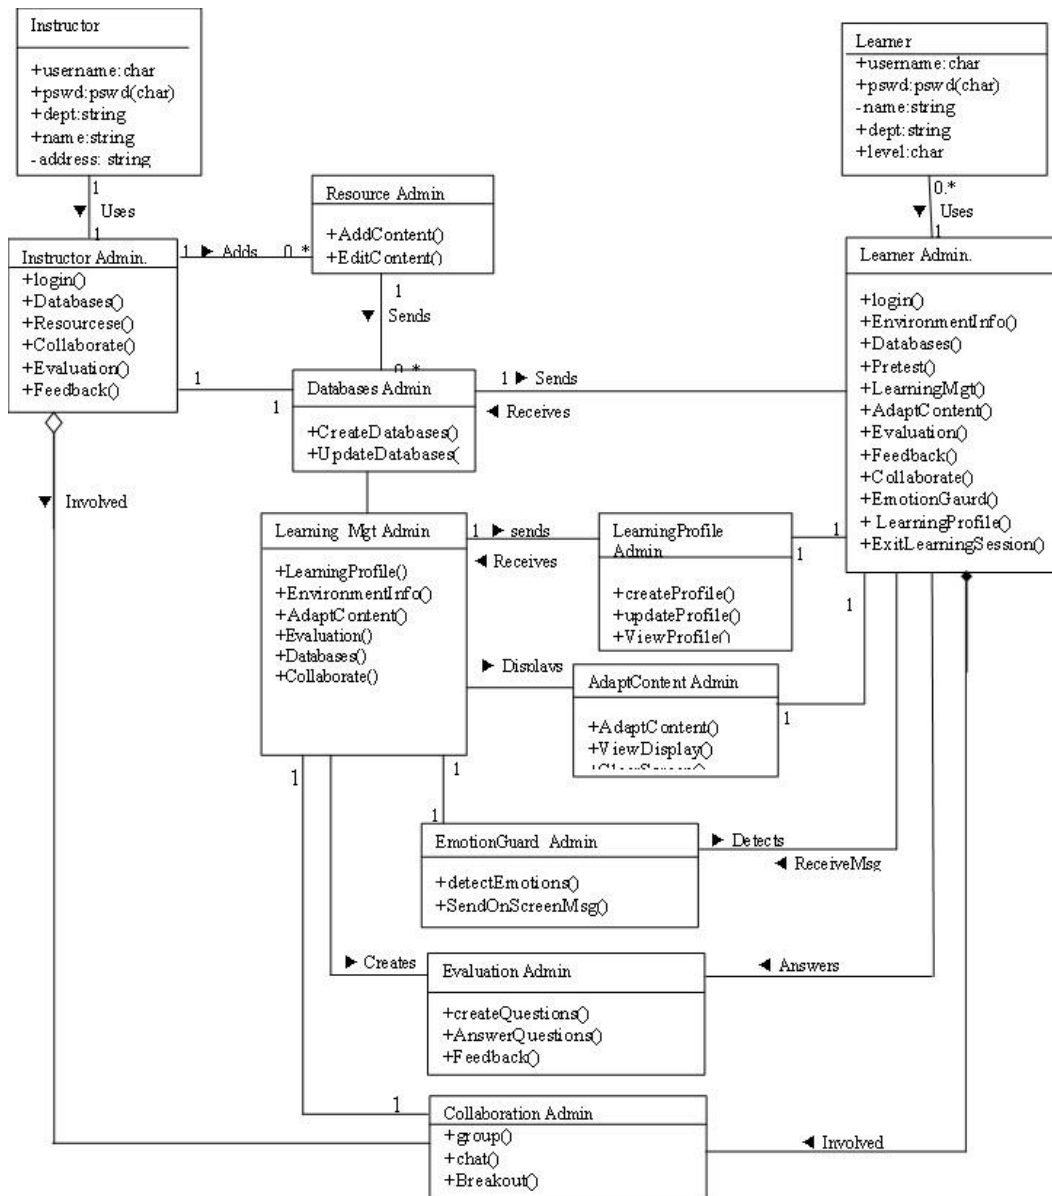 Instructor
+username:char
+pswd:pswd(char)
+dept:string
+name:string
-address: string
Learner
+username:char
+pswd:pswd(char)
-name:string
+dept:string
+level:char
1
Uses
1
0.*
Uses
1
Resource Admin
+AddContent()
+EditContent()
Instructor Admin.
+login()
+Databases()
+Resourcese()
+Collaborate()
+Evaluation()
+Feedback()
1 Adds 0..*
1
Sends
0..*
Learner Admin.
+login()
+EnvironmentInfo()
+Databases()
+Pretest()
+LearningMgt()
+AdaptContent()
+Evaluation()
+Feedback()
+Collaborate()
+EmotionGaurd()
+ LearningProfile()
+ExitLearningSession()
1
1
Databases Admin
+CreateDatabases()
+UpdateDatabases(
1 Sends
Receives
Involved
Learning Mgt Admin
+LearningProfile()
+EnvironmentInfo()
+AdaptContent()
+Evaluation()
+Databases()
+Collaborate()
1 sends
Receives
LearningProfile
Admin
+createProfile()
+updateProfile()
+ViewProfile()
1
1
Displays
AdaptContent Admin
+AdaptContent()
+ViewDisplay()
+ClearScreen()
1
1
1
1
1
EmotionGuard Admin
+detectEmotions()
+SendOnScreenMsg()
Detects
ReceiveMsg
Creates
Evaluation Admin
+createQuestions()
+AnswerQuestions()
+Feedback()
Answers
1
Collaboration Admin
+group()
+chat()
+Breakout()
Involved